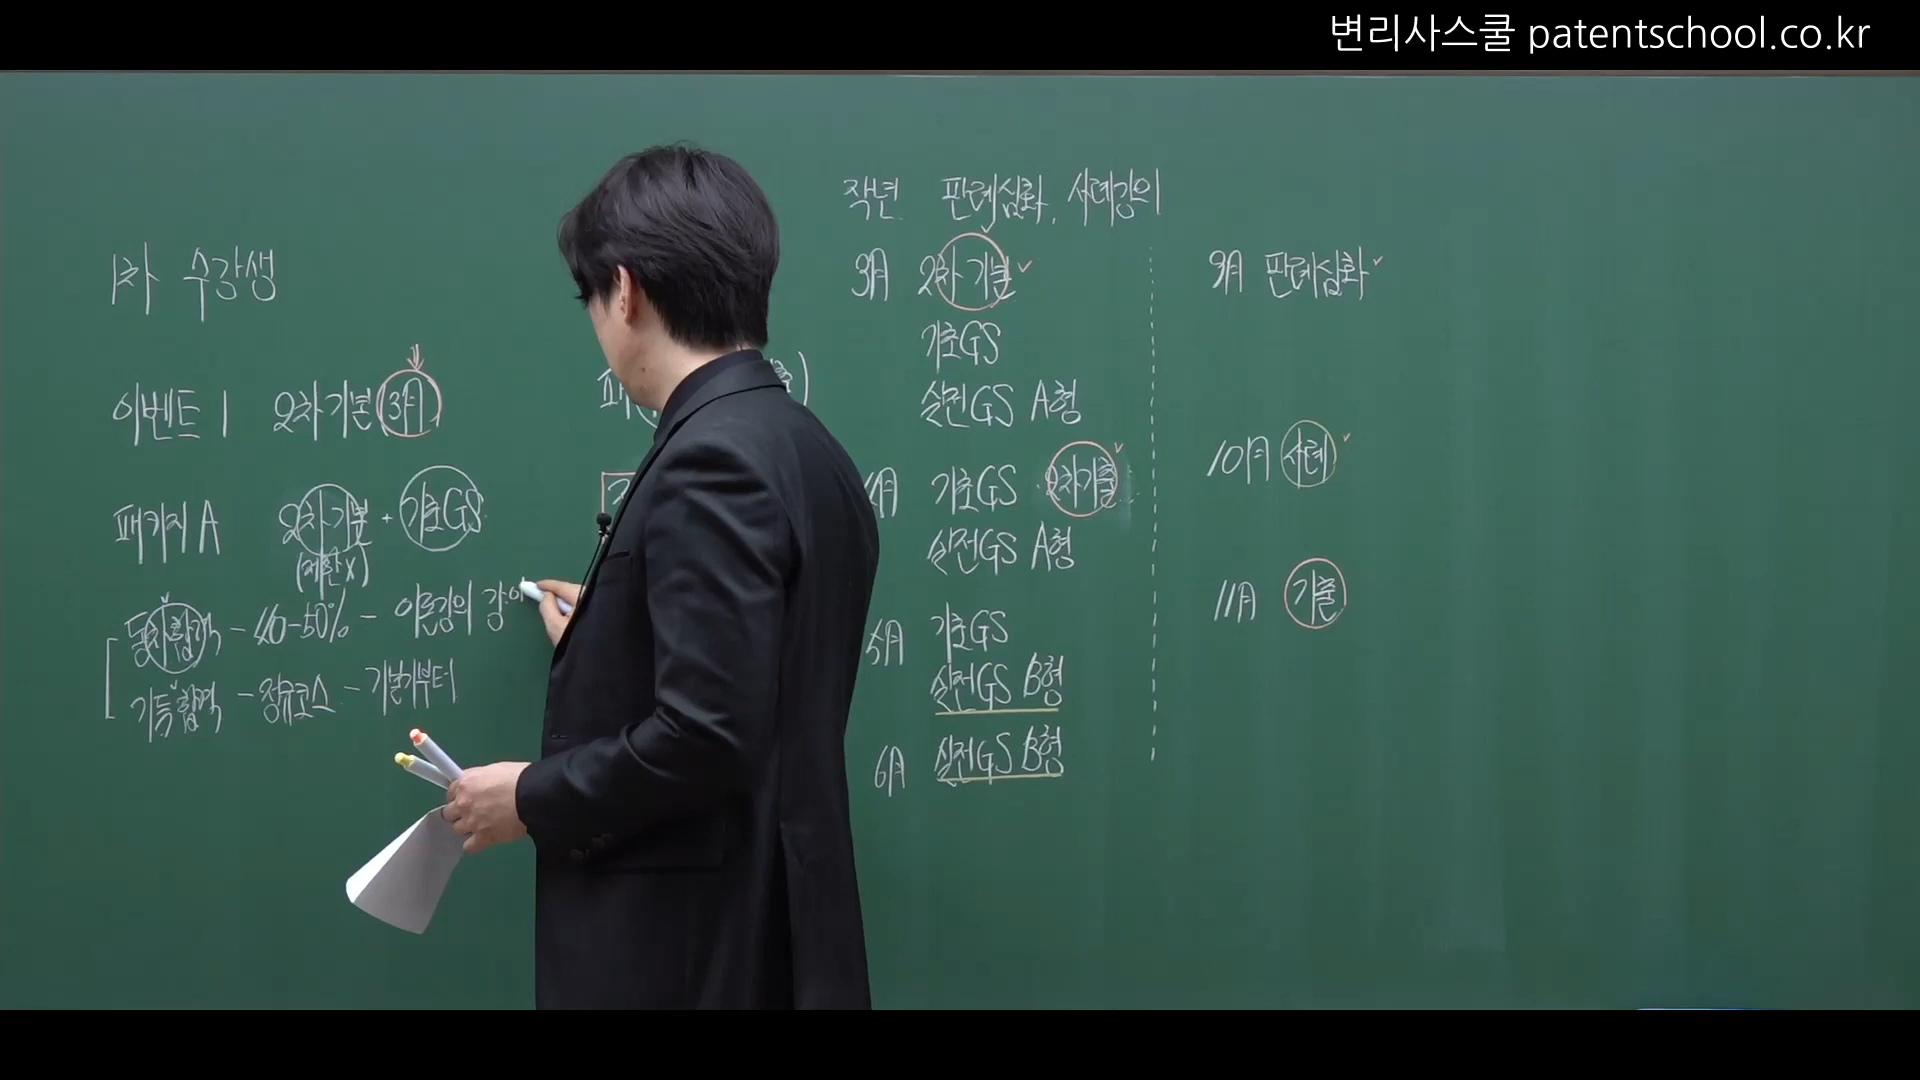 변리사스쿨 patentschool.co.kr
1차 수강생
이벤트 1 2차기본(3月)
패키지 A 2차기본 + 기초GS
(제한X)
동차합격 - 40-50% - 이론강의 강의
기득합격 - 정규코스 - 기본기부터
작년 판례심화, 사례강의
3月 2차기본
기초GS
실전GS A형
4月 기초GS 2차기출
실전GS A형
5月 기초GS
실전GS B형
6月 실전GS B형
9月 판례심화
10月 사례
11月 기출